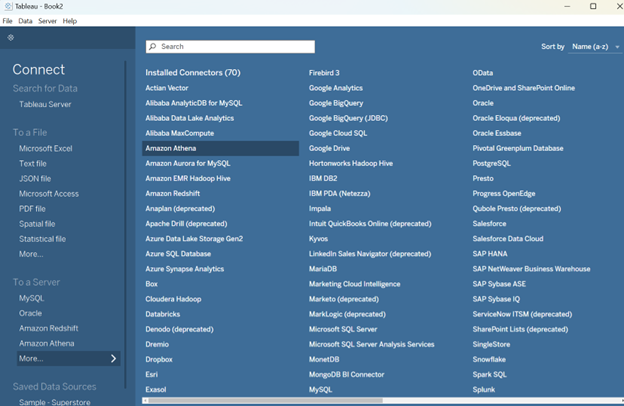 Tableau - Book2
File Data Server Help
Connect
Search for Data
Tableau Server
To a File
Microsoft Excel
Text file
JSON file
Microsoft Access
PDF file
Spatial file
Statistical file
More...
To a Server
MySQL
Oracle
Amazon Redshift
Amazon Athena
More...
Saved Data Sources
Sample - Superstore
Search
Sort by Name (a-z)
Installed Connectors (70)
Actian Vector
Alibaba AnalyticDB for MySQL
Alibaba Data Lake Analytics
Alibaba MaxCompute
Amazon Athena
Amazon Aurora for MySQL
Amazon EMR Hadoop Hive
Amazon Redshift
Anaplan (deprecated)
Apache Drill (deprecated)
Azure Data Lake Storage Gen2
Azure SQL Database
Azure Synapse Analytics
Box
Cloudera Hadoop
Databricks
Denodo (deprecated)
Dremio
Dropbox
Esri
Exasol
Firebird 3
Google Analytics
Google BigQuery
Google BigQuery (JDBC)
Google Cloud SQL
Google Drive
Hortonworks Hadoop Hive
IBM DB2
IBM PDA (Netezza)
Impala
Intuit QuickBooks Online (deprecated)
Kyvos
LinkedIn Sales Navigator (deprecated)
MariaDB
Marketing Cloud Intelligence
Marketo (deprecated)
MarkLogic (deprecated)
Microsoft SQL Server
Microsoft SQL Server Analysis Services
MonetDB
MongoDB BI Connector
MySQL
OData
OneDrive and SharePoint Online
Oracle
Oracle Eloqua (deprecated)
Oracle Essbase
Pivotal Greenplum Database
PostgreSQL
Presto
Progress OpenEdge
Qubole Presto (deprecated)
Salesforce
Salesforce Data Cloud
SAP HANA
SAP NetWeaver Business Warehouse
SAP Sybase ASE
SAP Sybase IQ
ServiceNow ITSM (deprecated)
SharePoint Lists (deprecated)
SingleStore
Snowflake
Spark SQL
Splunk